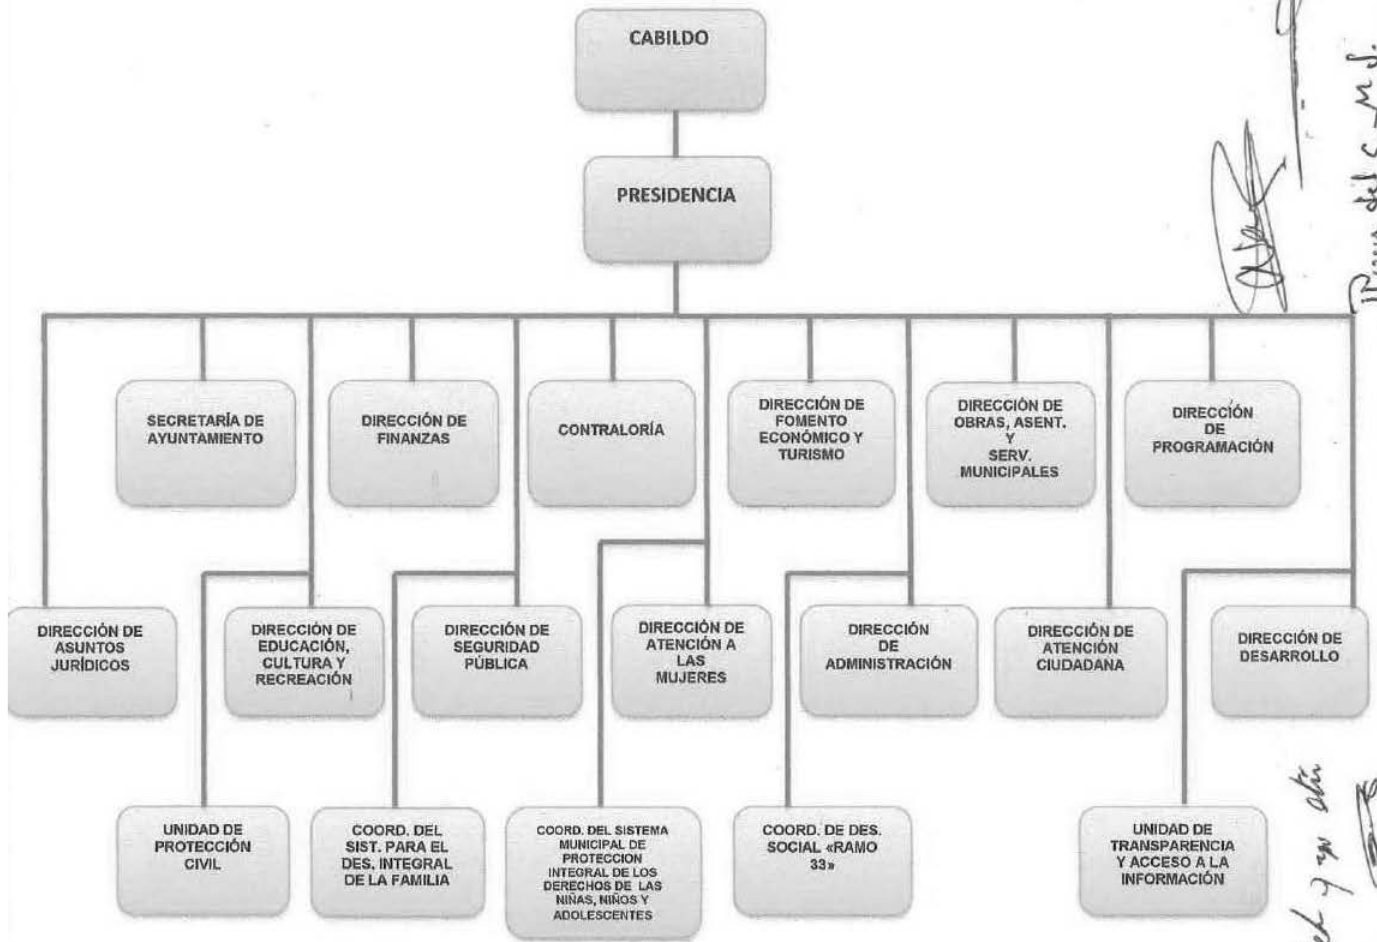 CABILDO
PRESIDENCIA
SECRETARÍA DE
AYUNTAMIENTO
DIRECCIÓN DE
FINANZAS
CONTRALORÍA
DIRECCIÓN DE
FOMENTO
ECONÓMICO Y
TURISMO
DIRECCIÓN DE
OBRAS, ASENT.
Y
SERV.
MUNICIPALES
DIRECCIÓN
DE
PROGRAMACIÓN
DIRECCIÓN DE
ASUNTOS
JURÍDICOS
DIRECCIÓN DE
EDUCACIÓN,
CULTURA Y
RECREACIÓN
DIRECCIÓN DE
SEGURIDAD
PÚBLICA
DIRECCIÓN DE
ATENCIÓN A
LAS
MUJERES
DIRECCIÓN
DE
ADMINISTRACIÓN
DIRECCIÓN DE
ATENCIÓN
CIUDADANA
DIRECCIÓN DE
DESARROLLO
UNIDAD DE
PROTECCIÓN
CIVIL
COORD. DEL
SIST. PARA EL
DES. INTEGRAL
DE LA FAMILIA
COORD. DEL SISTEMA
MUNICIPAL DE
PROTECCION
INTEGRAL DE LOS
DERECHOS DE LAS
NIÑAS, NIÑOS Y
ADOLESCENTES
COORD. DE DES.
SOCIAL «RAMO
33»
UNIDAD DE
TRANSPARENCIA
Y ACCESO A LA
INFORMACIÓN
del C. M S.